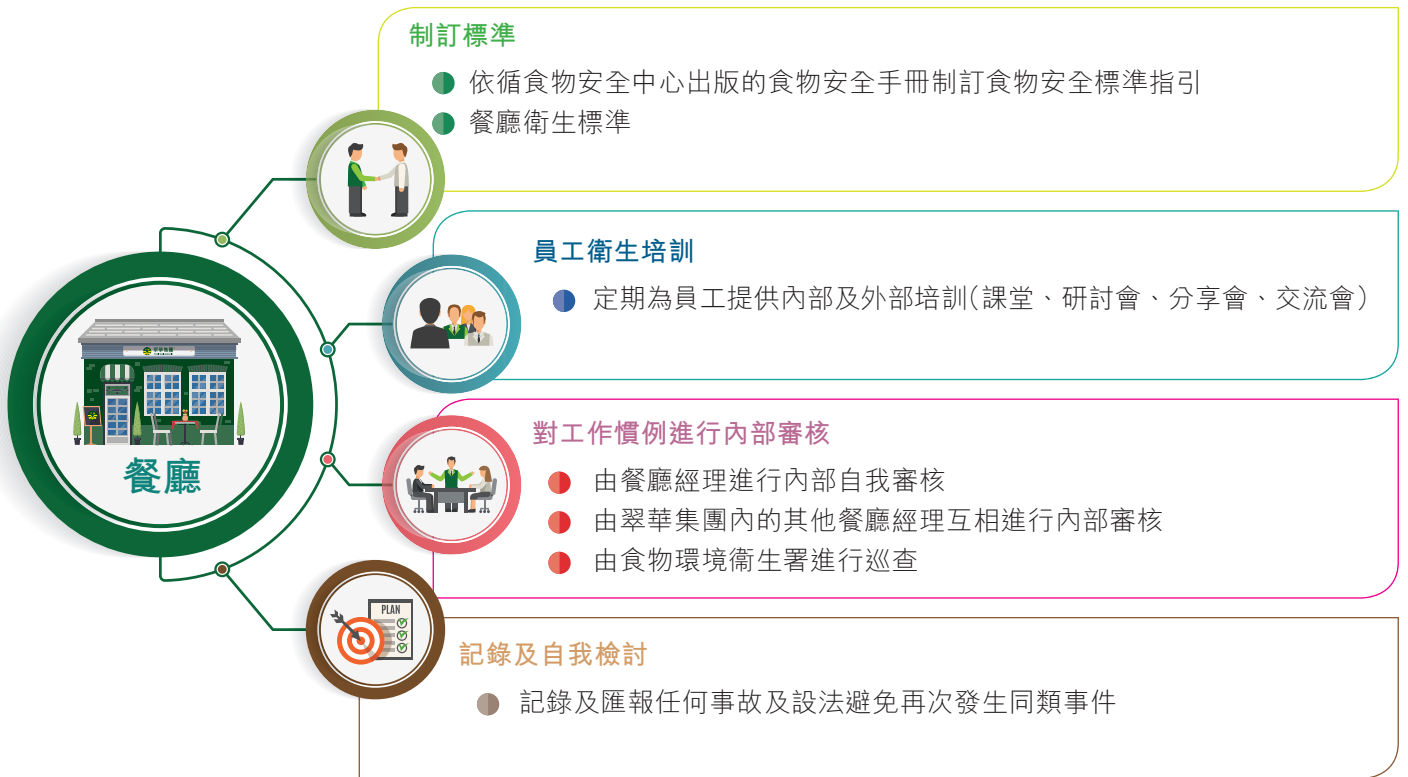 制訂標準
依循食物安全中心出版的食物安全手冊制訂食物安全標準指引
餐廳衛生標準
員工衛生培訓
定期為員工提供內部及外部培訓(課堂、研討會、分享會、交流會)
餐廳
對工作慣例進行內部審核
由餐廳經理進行內部自我審核
由翠華集團內的其他餐廳經理互相進行內部審核
由食物環境衞生署進行巡查
PLAN
記錄及自我檢討
記錄及匯報任何事故及設法避免再次發生同類事件